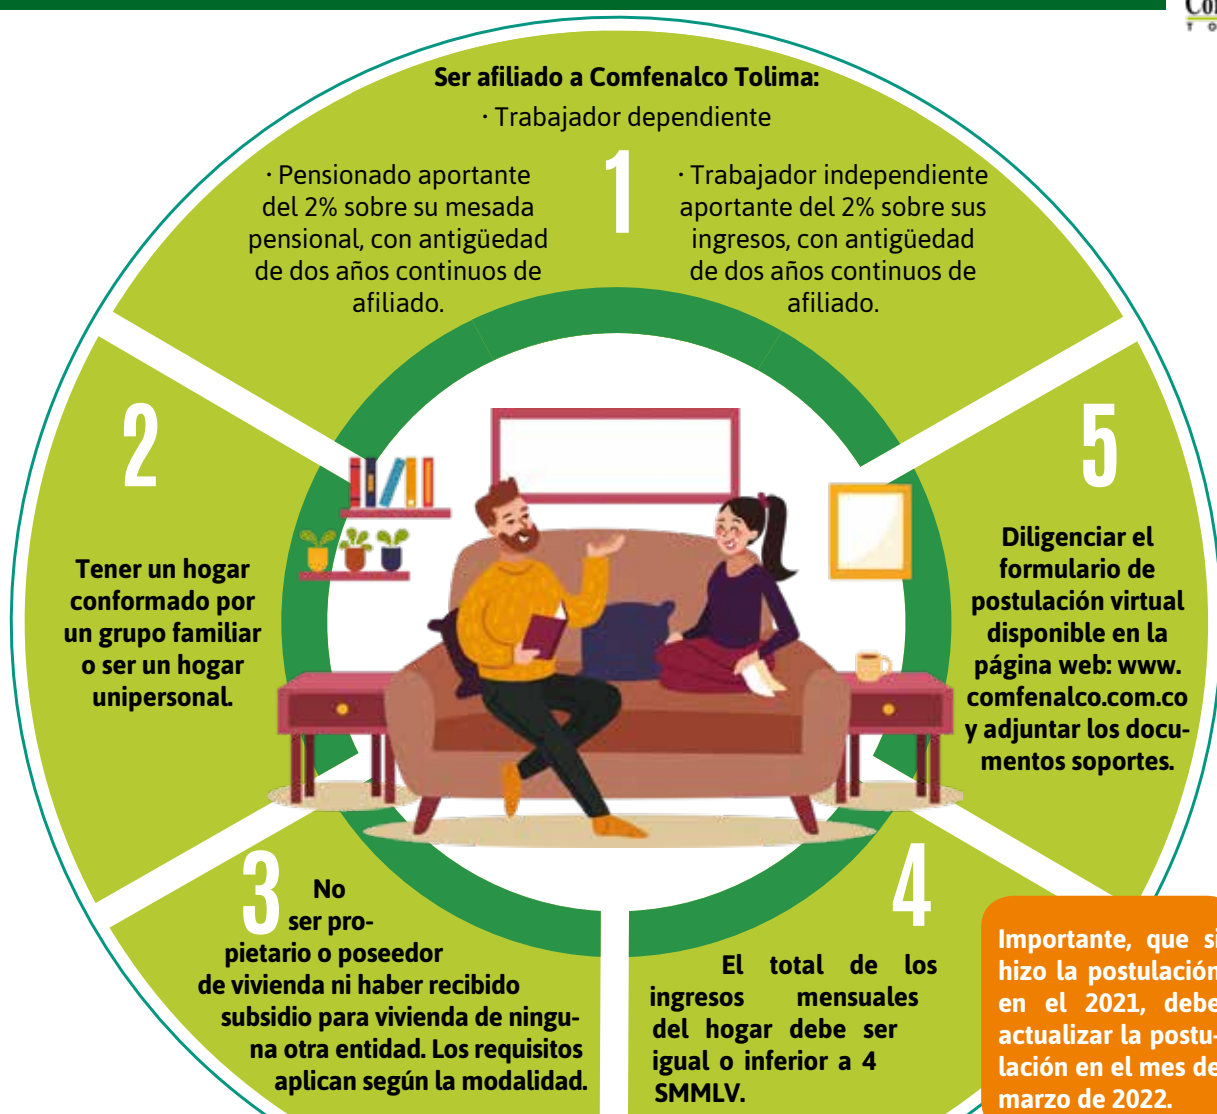 Ser afiliado a Comfenalco Tolima:
· Trabajador dependiente
1
· Pensionado aportante
del 2% sobre su mesada
pensional, con antigüedad
de dos años continuos de
afiliado.
· Trabajador independiente
aportante del 2% sobre sus
ingresos, con antigüedad
de dos años continuos de
afiliado.
2
Tener un hogar
conformado por
un grupo familiar
o ser un hogar
unipersonal.
3
No
ser pro-
pietario o poseedor
de vivienda ni haber recibido
subsidio para vivienda de ningu-
na otra entidad. Los requisitos
aplican según la modalidad.
4
El total de los
ingresos mensuales
del hogar debe ser
igual o inferior a 4
SMMLV.
5
Diligenciar el
formulario de
postulación virtual
disponible en la
página web: www.
comfenalco.com.co
y adjuntar los docu-
mentos soportes.
Importante, que si
hizo la postulación
en el 2021, debe
actualizar la postu-
lación en el mes de
marzo de 2022.